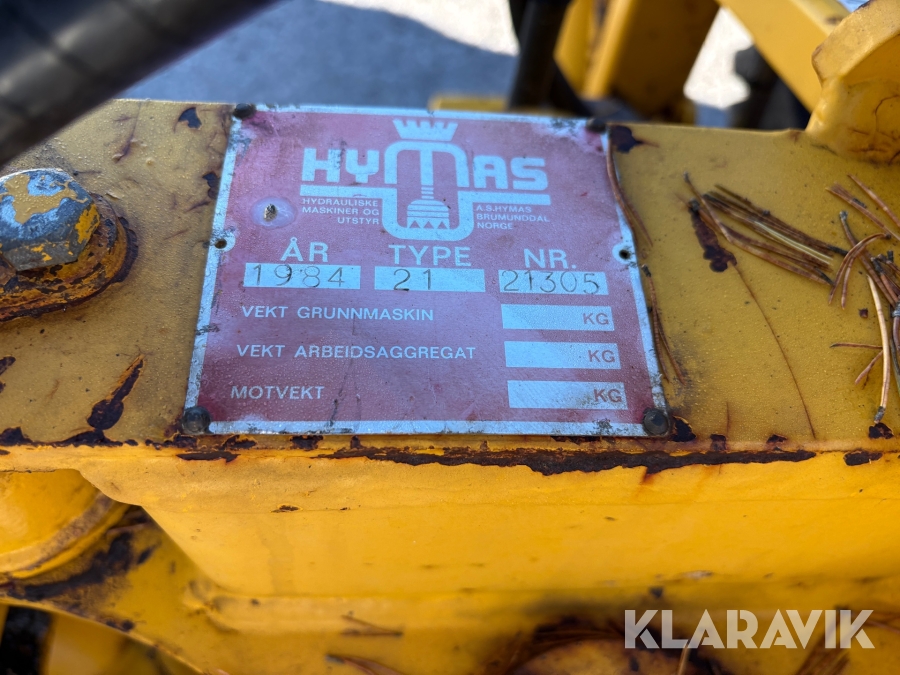 HYMAS
HYDRAULISKE
MASKINER OG
UTSTYR
A.S.HYMAS
BRUMUNDDAL
NORGE
ÅR TYPE NR.
1984 21 21305
VEKT GRUNNMASKIN KG
VEKT ARBEIDSAGGREGAT KG
MOTVEKT KG
KLARAVIK